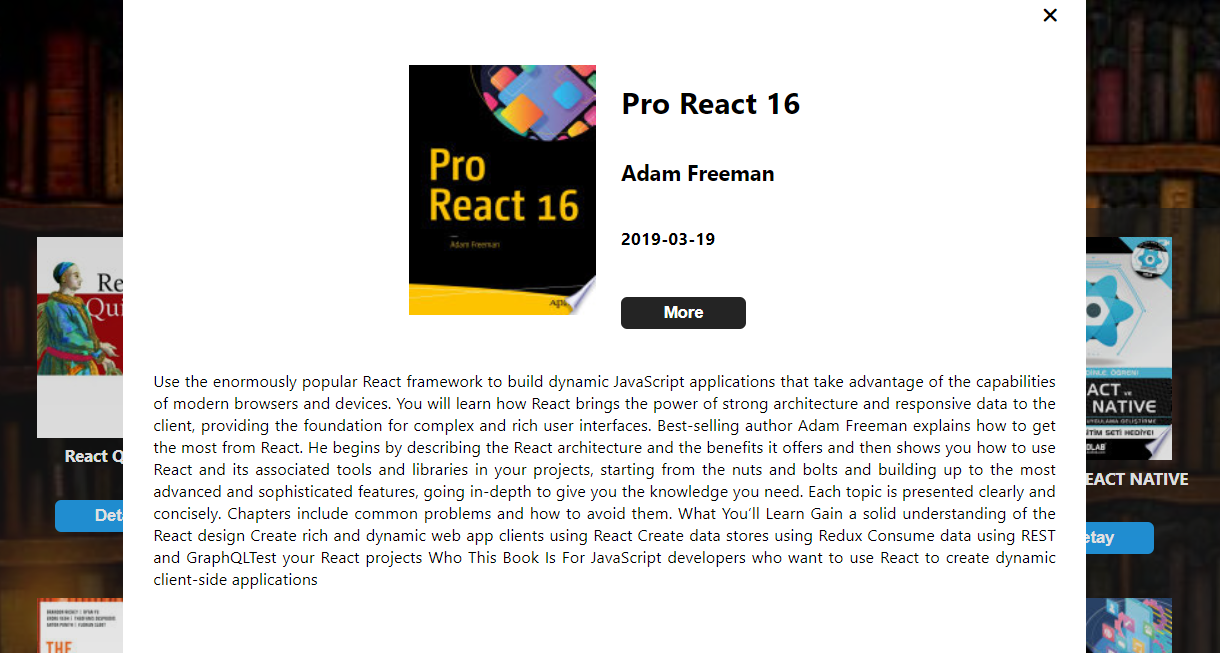 ✕
Pro
React 16
Adam Freeman
Pro React 16
Adam Freeman
2019-03-19
More
Use the enormously popular React framework to build dynamic JavaScript applications that take advantage of the capabilities
of modern browsers and devices. You will learn how React brings the power of strong architecture and responsive data to the
client, providing the foundation for complex and rich user interfaces. Best-selling author Adam Freeman explains how to get
the most from React. He begins by describing the React architecture and the benefits it offers and then shows you how to use
React and its associated tools and libraries in your projects, starting from the nuts and bolts and building up to the most
advanced and sophisticated features, going in-depth to give you the knowledge you need. Each topic is presented clearly and
concisely. Chapters include common problems and how to avoid them. What You’ll Learn Gain a solid understanding of the
React design Create rich and dynamic web app clients using React Create data stores using Redux Consume data using REST
and GraphQLTest your React projects Who This Book Is For JavaScript developers who want to use React to create dynamic
client-side applications
Re
Qui
React Q
Det
THE
ACT VE
NATIVE
EACT NATIVE
etay